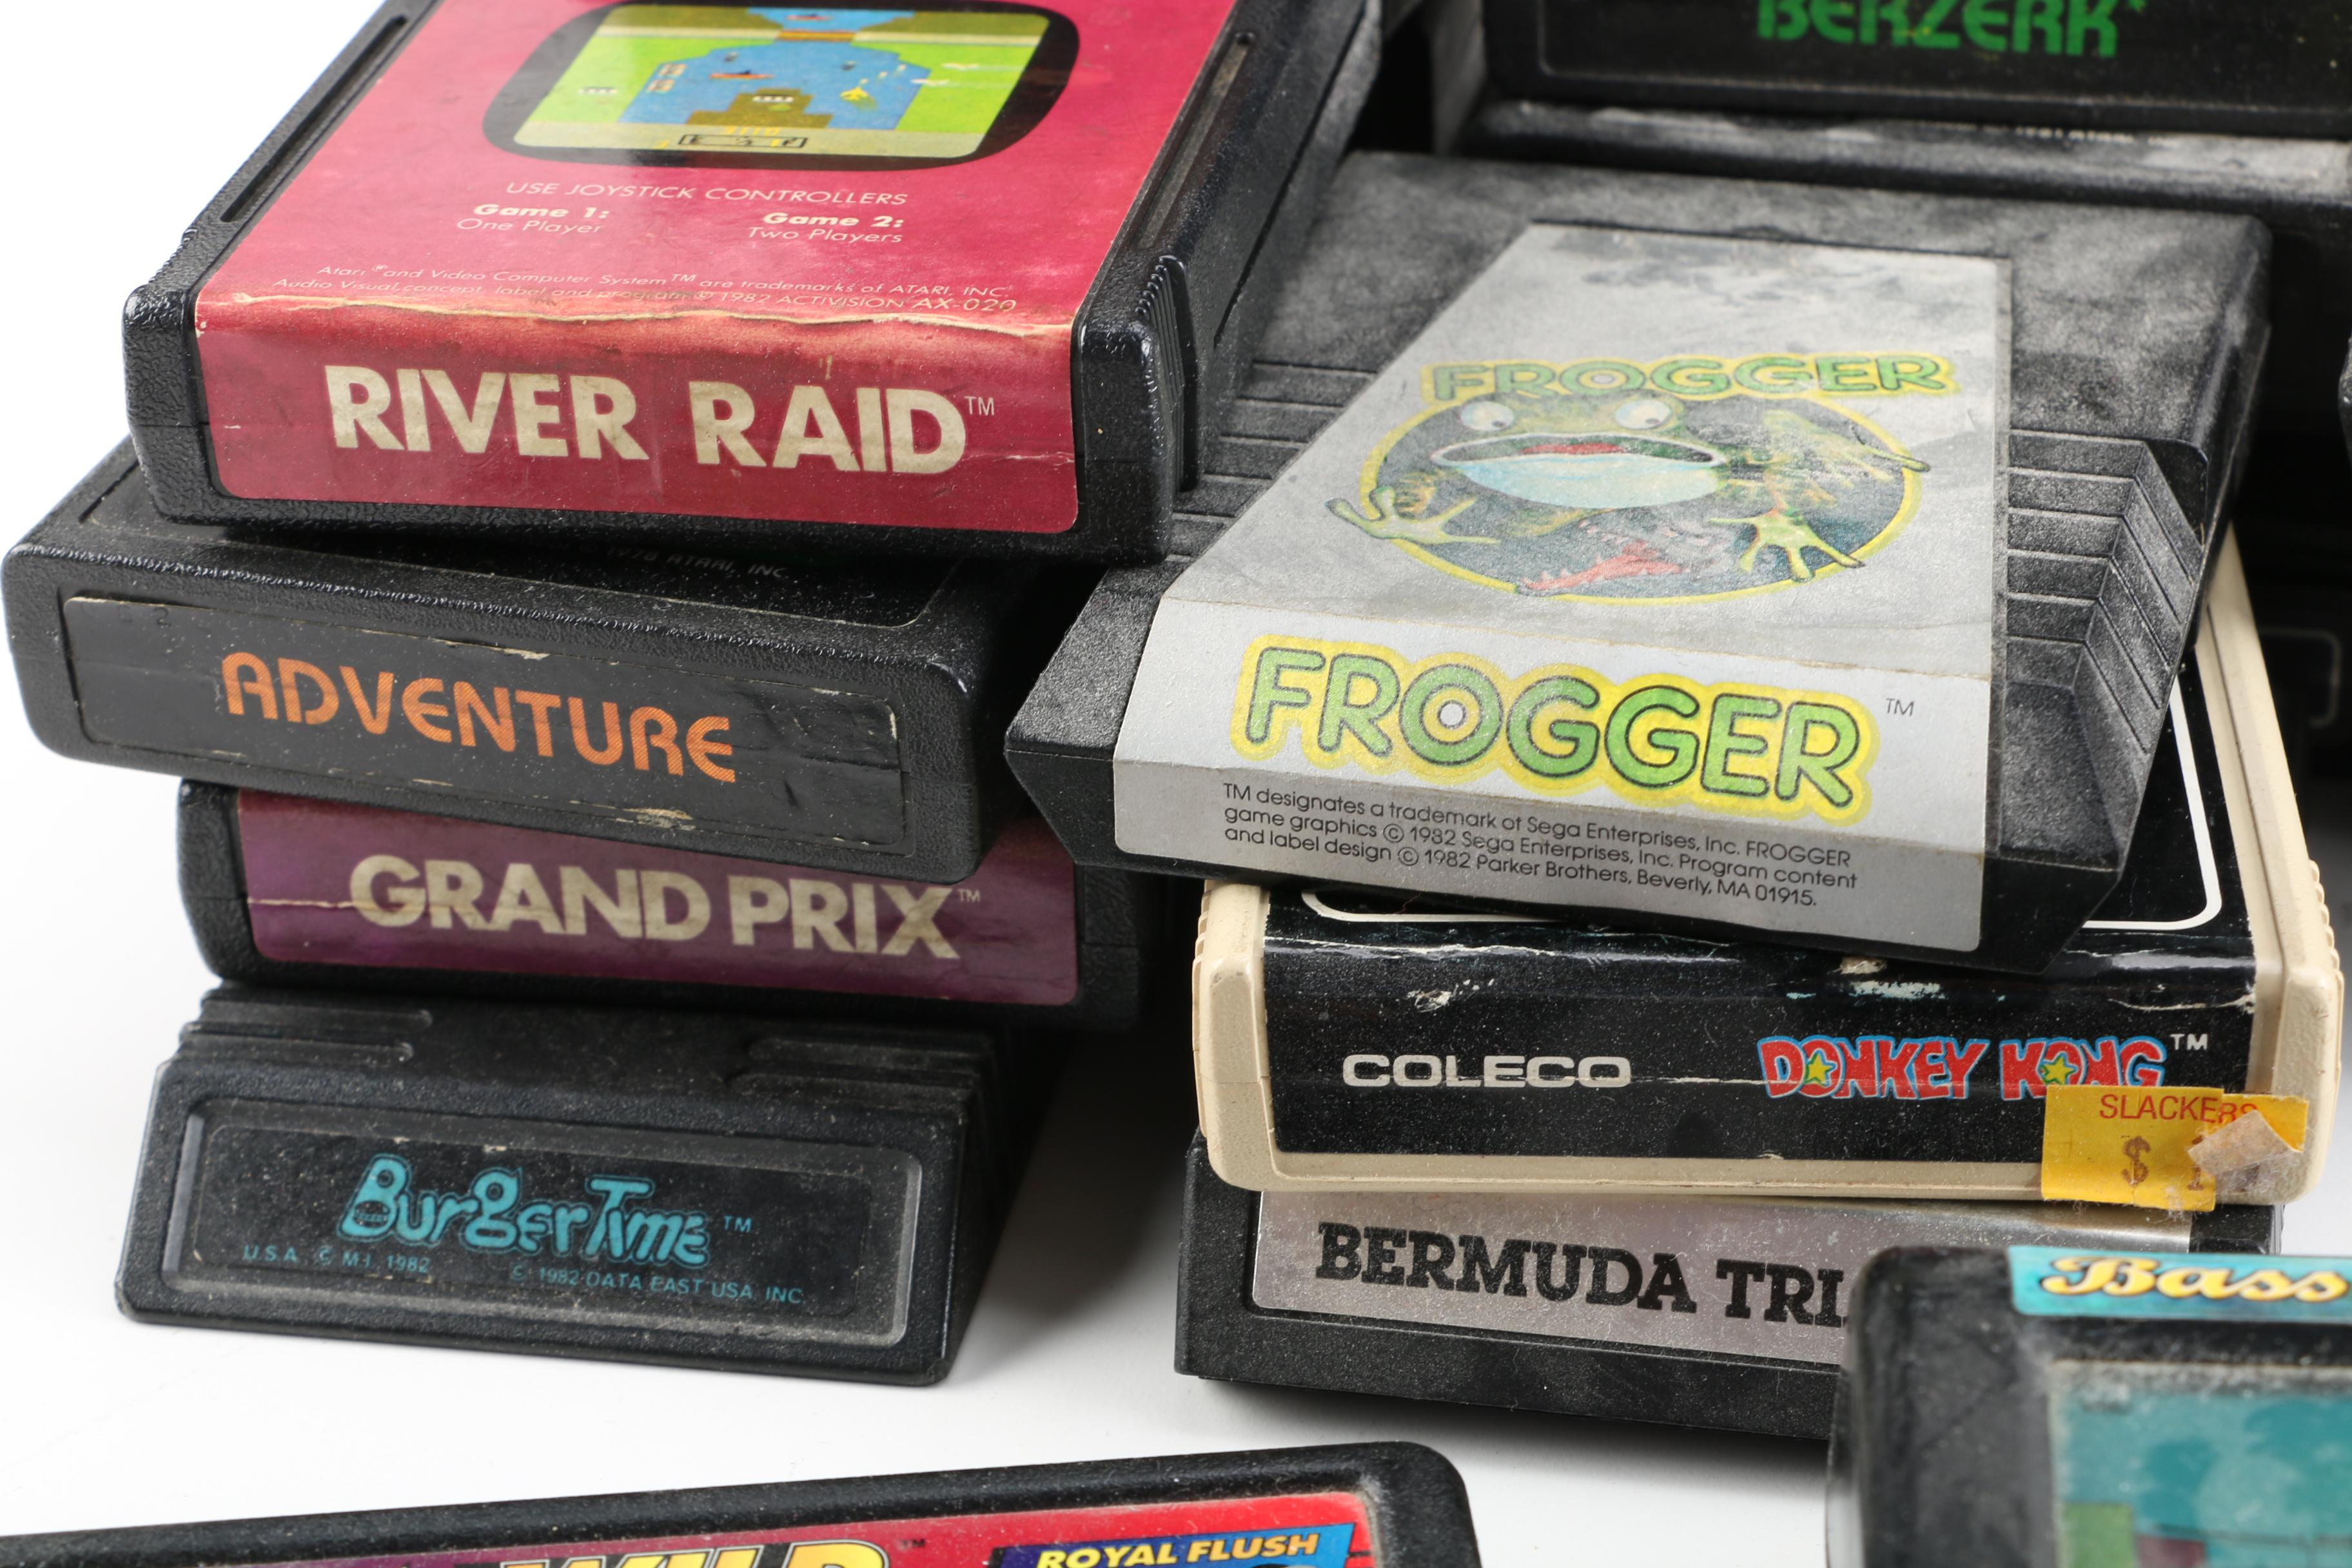 USE JOYSTICK CONTROLLERS
Game 1:
One Player
Game 2:
Two Players
Atari ® and Video Computer System™ are trademarks of ATARI, INC.
Audio Visual concept, label and program © 1982 ACTIVISION AX-020
RIVER RAID™
© 1978 ATARI, INC.
ADVENTURE
GRAND PRIX™
BurgerTime™
U.S.A. © M.I. 1982
© 1982 DATA EAST USA INC.
BERZERK*
FROGGER
FROGGER™
TM designates a trademark of Sega Enterprises, Inc. FROGGER
game graphics © 1982 Sega Enterprises, Inc. Program content
and label design © 1982 Parker Brothers, Beverly, MA 01915.
COLECO
DONKEY KONG™
SLACKERS
$
BERMUDA TRI
Bass
WILD™
ROYAL FLUSH